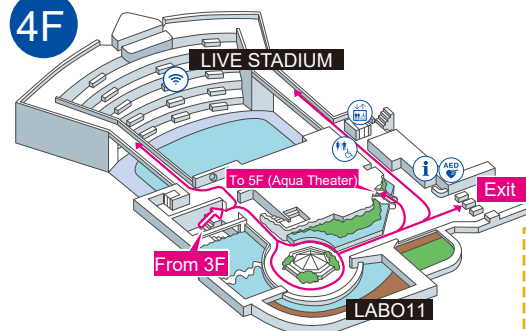 4F
LIVE STADIUM
To 5F (Aqua Theater)
i
AED
Exit
From 3F
LABO11